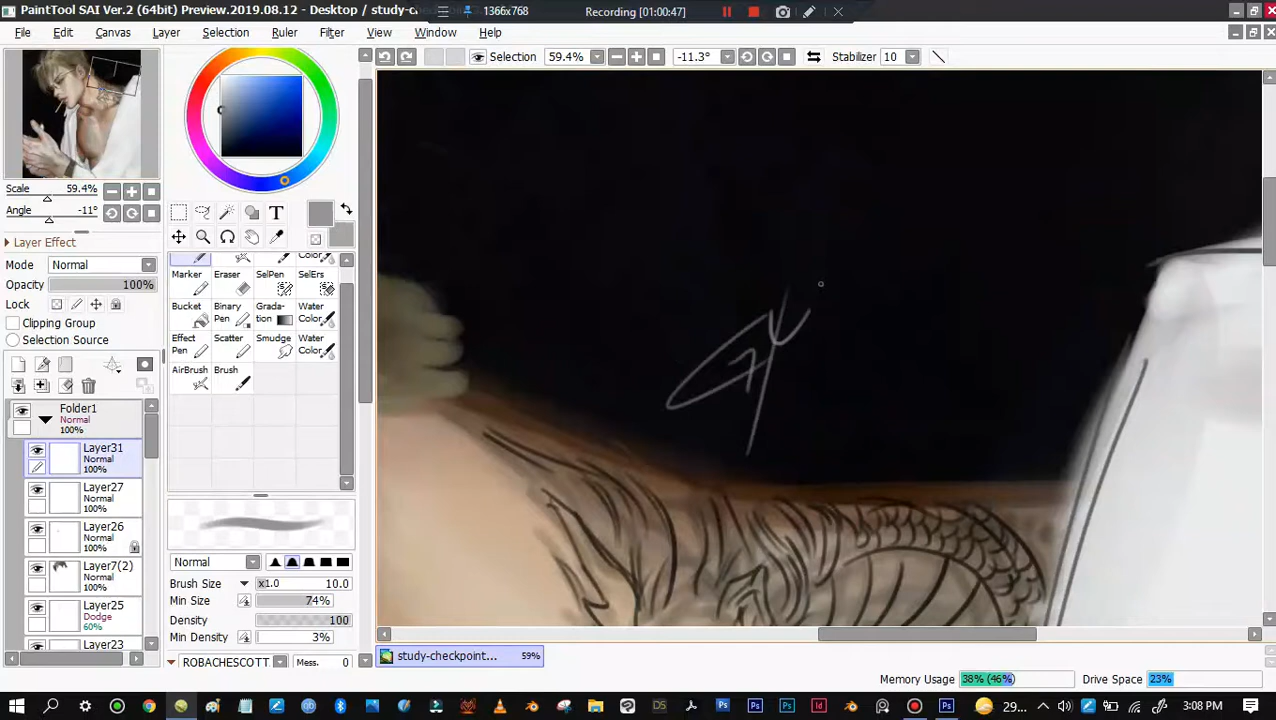 PaintTool SAI Ver.2 (64bit) Preview.2019.08.12 - Desktop / study-c
1366x768
Recording [01:00:47]
File Edit Canvas Layer Selection Ruler Filter View Window Help
Selection 59.4% -11.3° Stabilizer 10
Scale 59.4%
Angle -11°
Layer Effect
Mode Normal
Opacity 100%
Lock
Clipping Group
Selection Source
Folder1
Normal
100%
Layer31
Normal
100%
Layer27
Normal
100%
Layer26
Normal
100%
Layer7(2)
Normal
100%
Layer25
Dodge
60%
Layer23
T
Color
Marker Eraser SelPen SelErs
Bucket Binary Pen Grada-tion Water Color
Effect Pen Scatter Smudge Water Color
AirBrush Brush
Normal
Brush Size x1.0 10.0
Min Size 74%
Density 100
Min Density 3%
ROBACHESCOTT Mess. 0
study-checkpoint... 59%
Memory Usage 38% (46%) Drive Space 23%
29... 3:08 PM